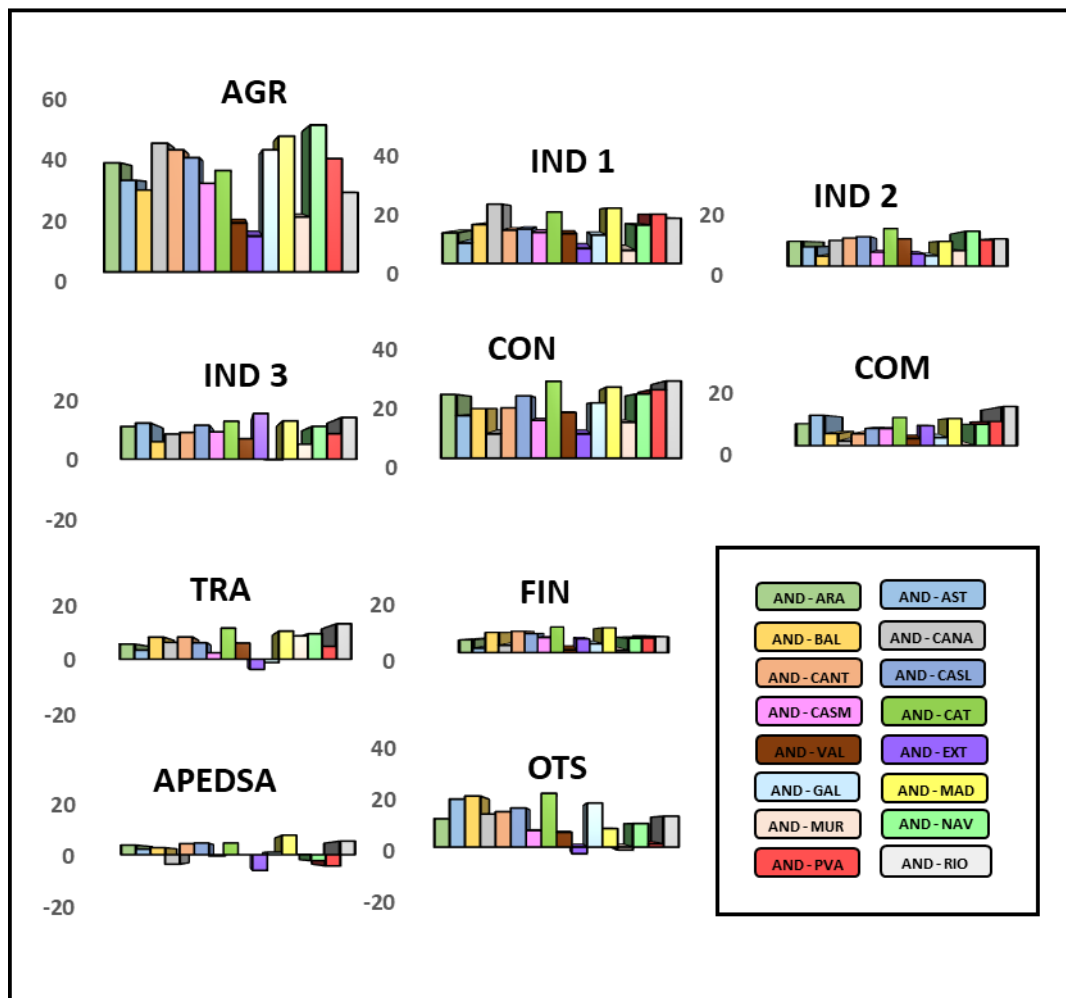 AGR
60
40
20
0
IND 1
40
20
0
IND 2
20
0
IND 3
20
0
-20
CON
40
20
0
COM
20
0
TRA
20
0
-20
FIN
20
0
APEDSA
20
0
-20
OTS
40
20
0
-20
AND - ARA
AND - AST
AND - BAL
AND - CANA
AND - CANT
AND - CASL
AND - CASM
AND - CAT
AND - VAL
AND - EXT
AND - GAL
AND - MAD
AND - MUR
AND - NAV
AND - PVA
AND - RIO